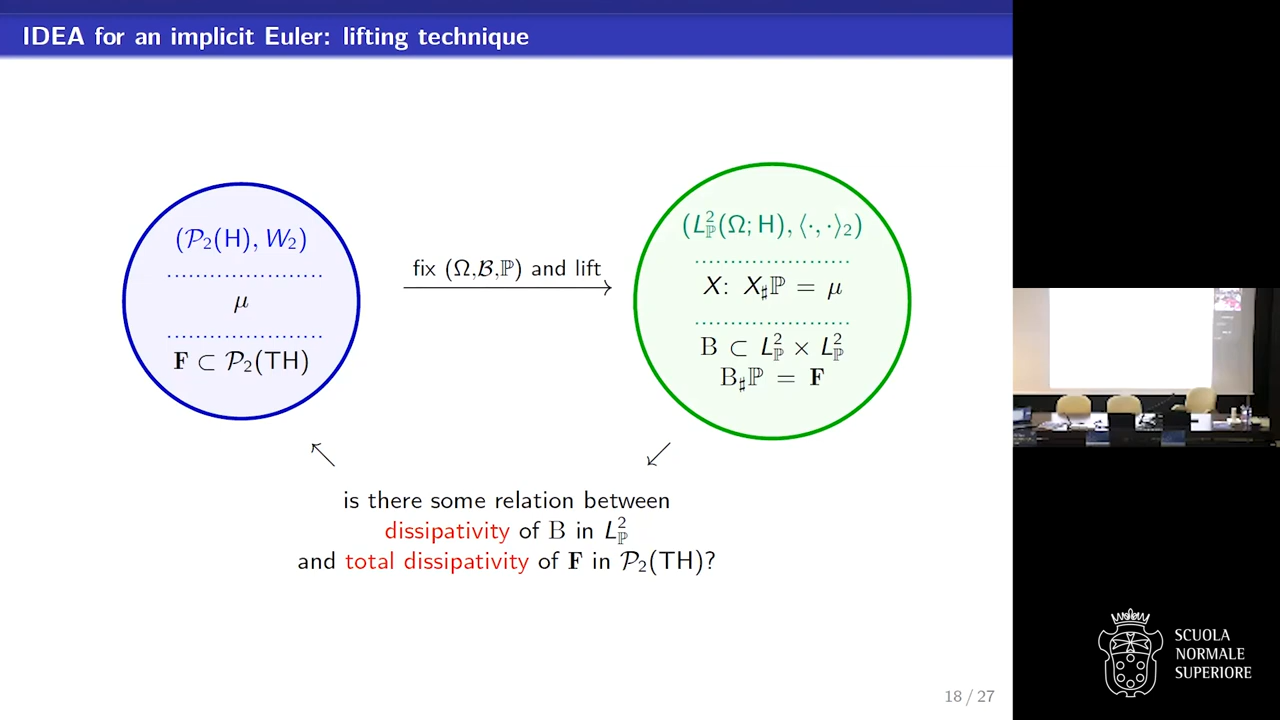 IDEA for an implicit Euler: lifting technique
(𝒫₂(H), W₂)
μ
F ⊂ 𝒫₂(TH)
fix (Ω,ℬ,ℙ) and lift
(L²_ℙ(Ω; H), ⟨·, ·⟩₂)
X: X♯ℙ = μ
B ⊂ L²_ℙ × L²_ℙ
B♯ℙ = F
is there some relation between
dissipativity of B in L²_ℙ
and total dissipativity of F in 𝒫₂(TH)?
18 / 27
SCUOLA
NORMALE
SUPERIORE